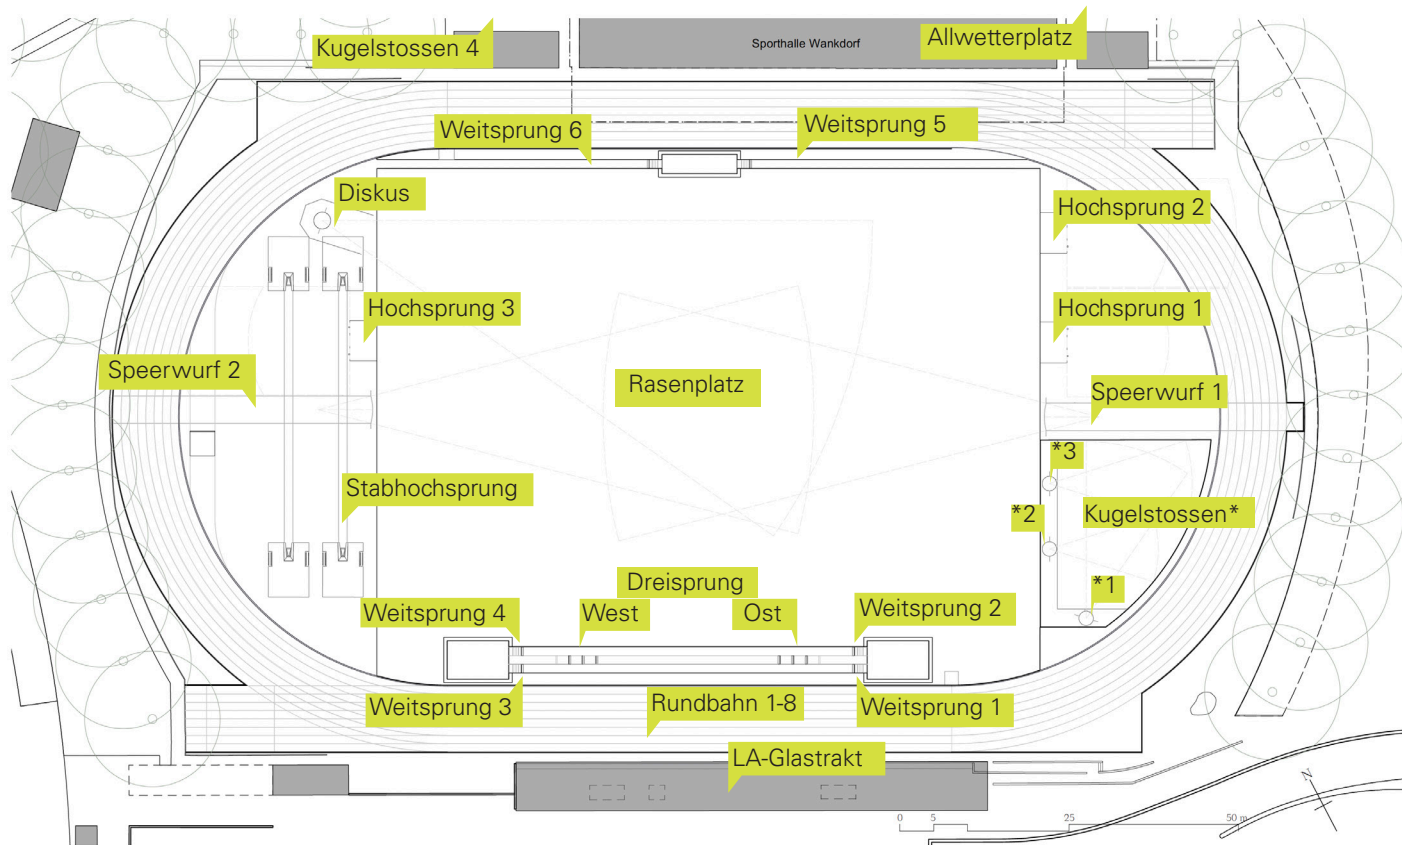 Kugelstossen 4
Sporthalle Wankdorf
Allwetterplatz
Weitsprung 6
Weitsprung 5
Diskus
Hochsprung 2
Hochsprung 3
Hochsprung 1
Speerwurf 2
Rasenplatz
Speerwurf 1
*3
Stabhochsprung
*2
Kugelstossen*
Dreisprung
*1
Weitsprung 4
West
Ost
Weitsprung 2
Weitsprung 3
Rundbahn 1-8
Weitsprung 1
LA-Glastrakt
N
0 5 25 50 m